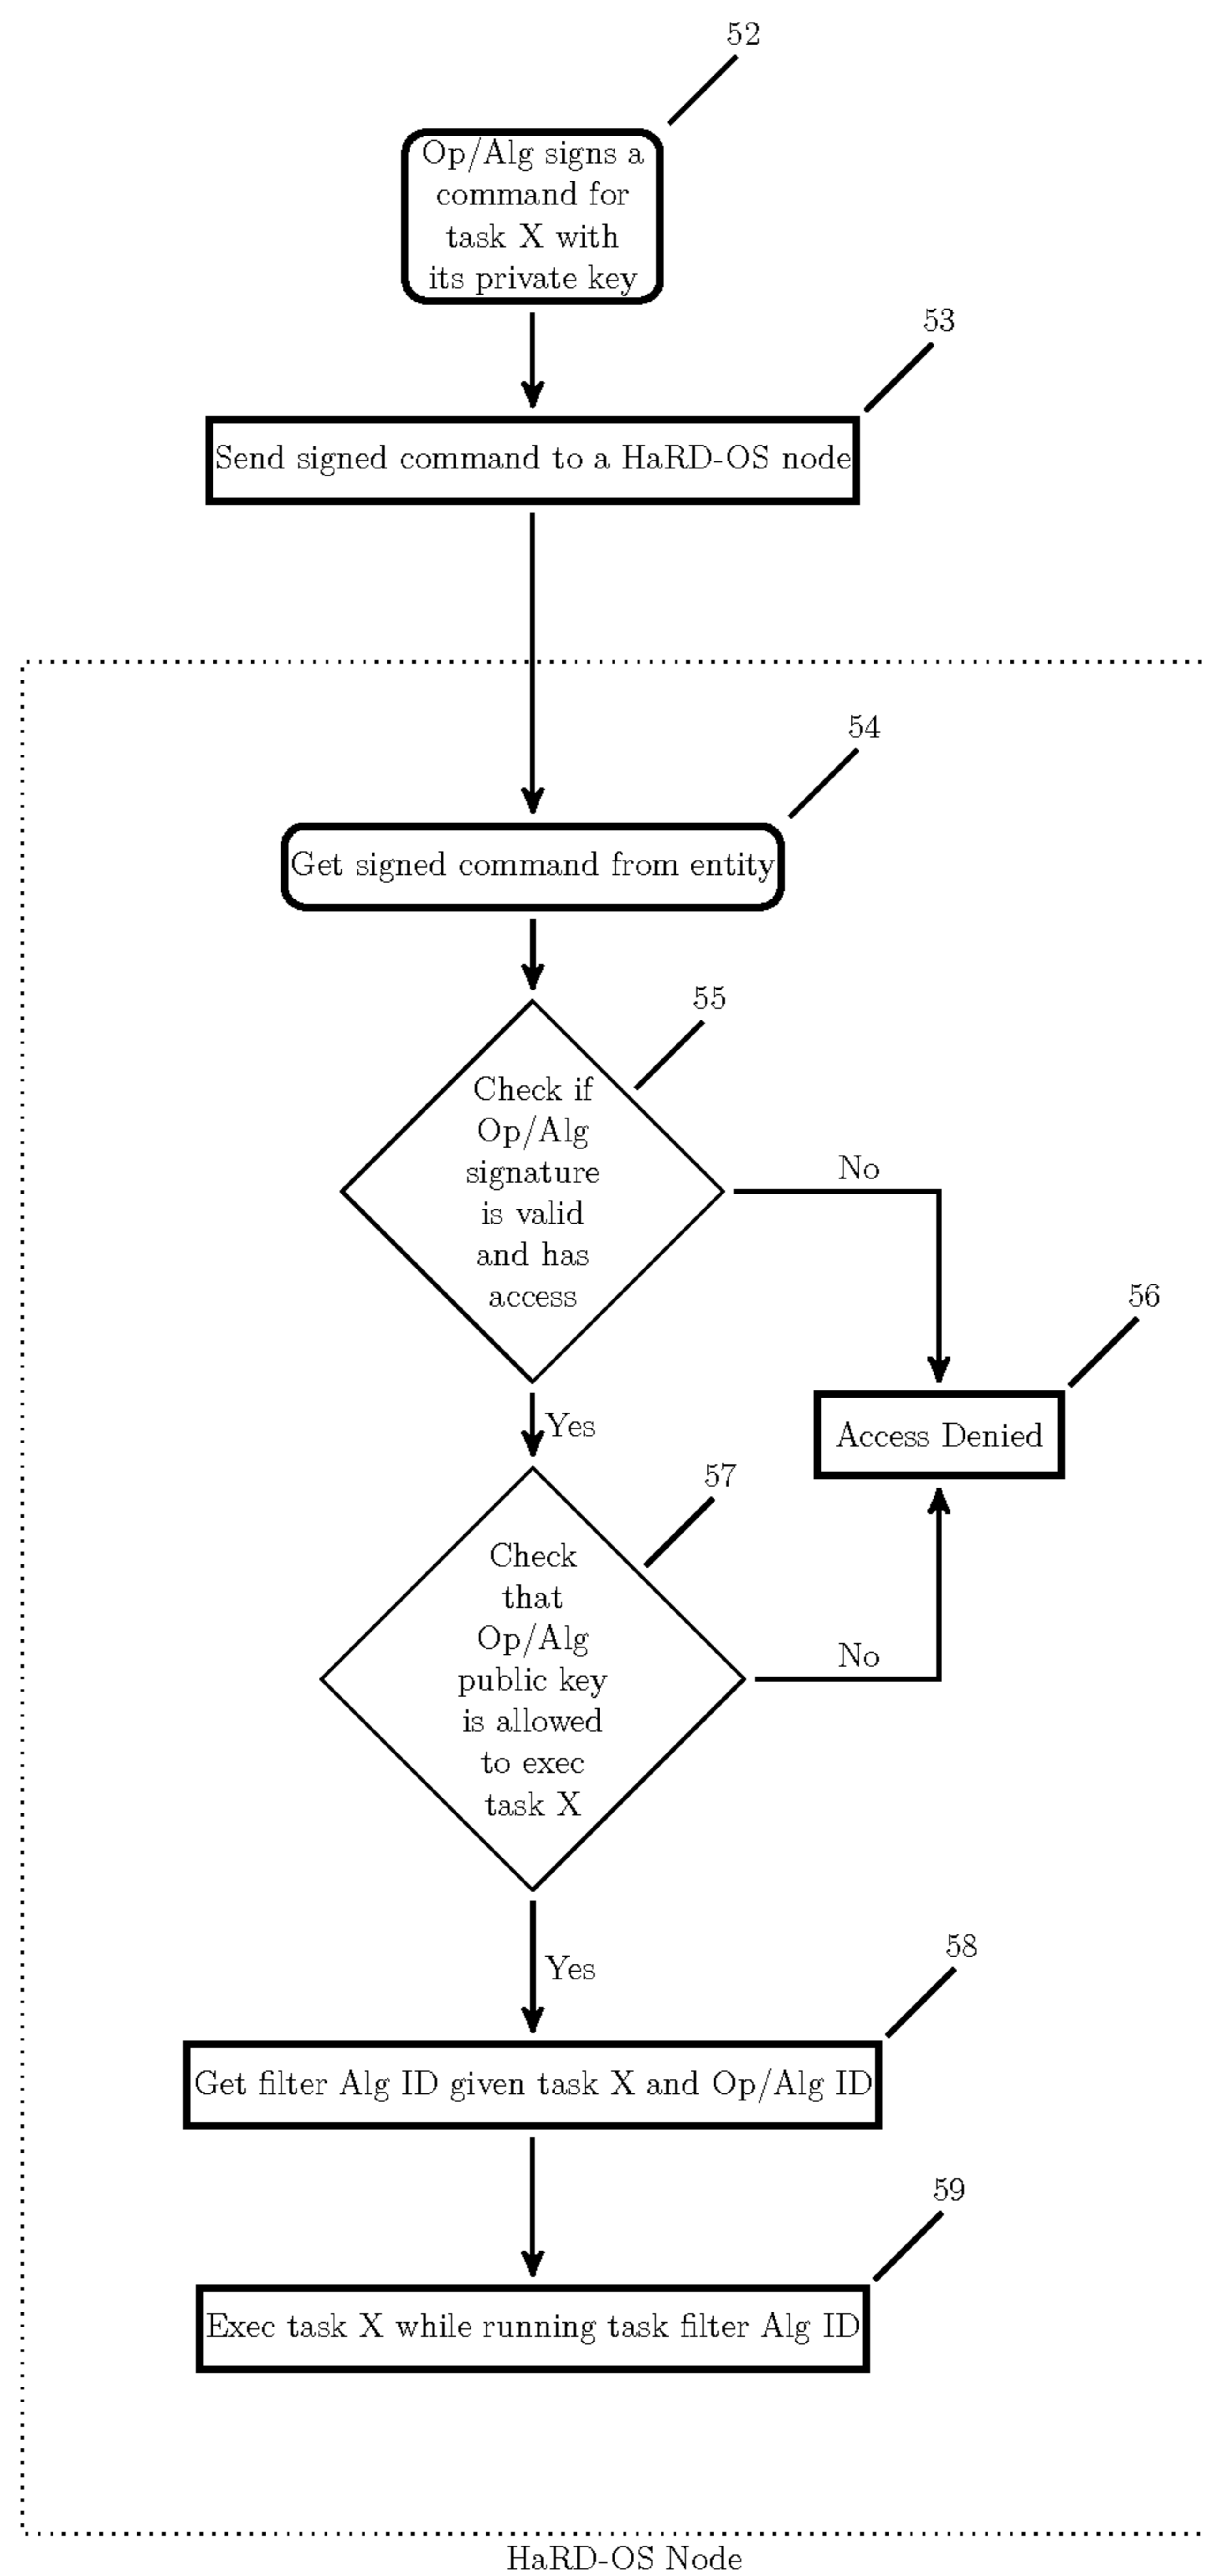 52
Op/Alg signs a
command for
task X with
its private key
53
Send signed command to a HaRD-OS node
54
Get signed command from entity
55
Check if
Op/Alg
signature
is valid
and has
access
No
56
Access Denied
Yes
57
Check
that
Op/Alg
public key
is allowed
to exec
task X
No
Yes
58
Get filter Alg ID given task X and Op/Alg ID
59
Exec task X while running task filter Alg ID
HaRD-OS Node